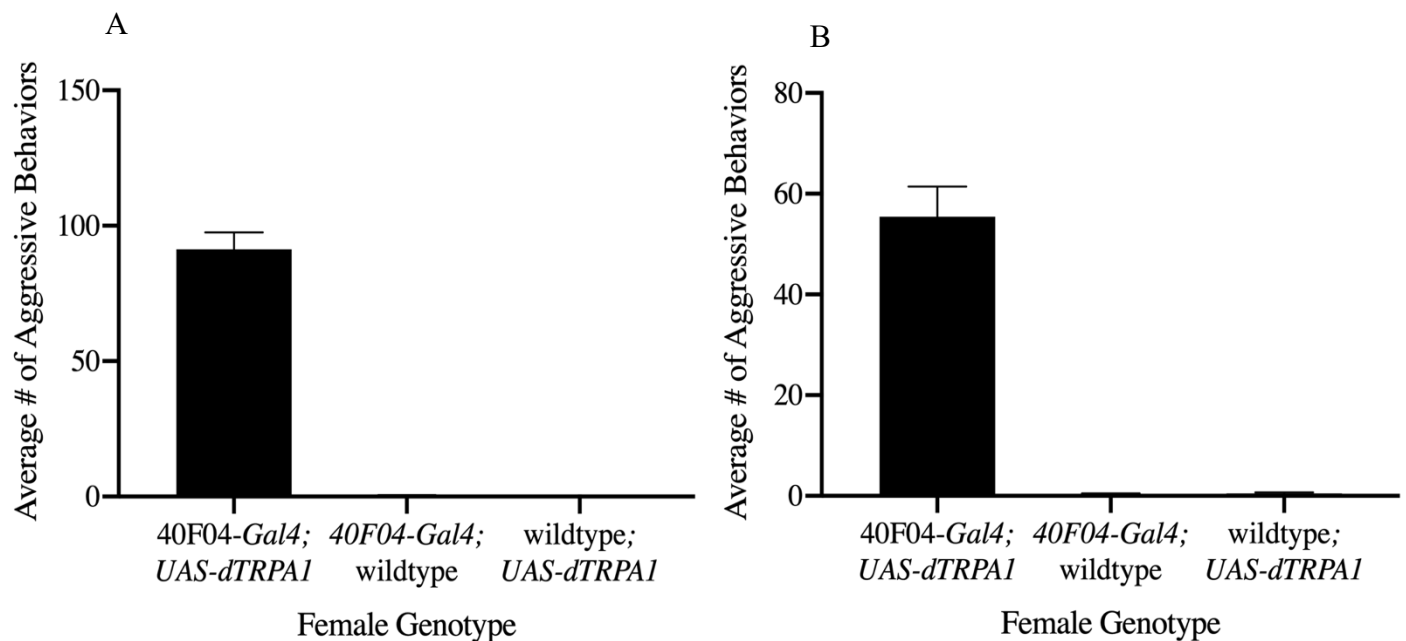 A
Average # of Aggressive Behaviors
150
100
50
0
40F04-Gal4; 40F04-Gal4; wildtype;
UAS-dTRPA1 wildtype UAS-dTRPA1
Female Genotype
B
Average # of Aggressive Behaviors
80
60
40
20
0
40F04-Gal4; 40F04-Gal4; wildtype;
UAS-dTRPA1 wildtype UAS-dTRPA1
Female Genotype